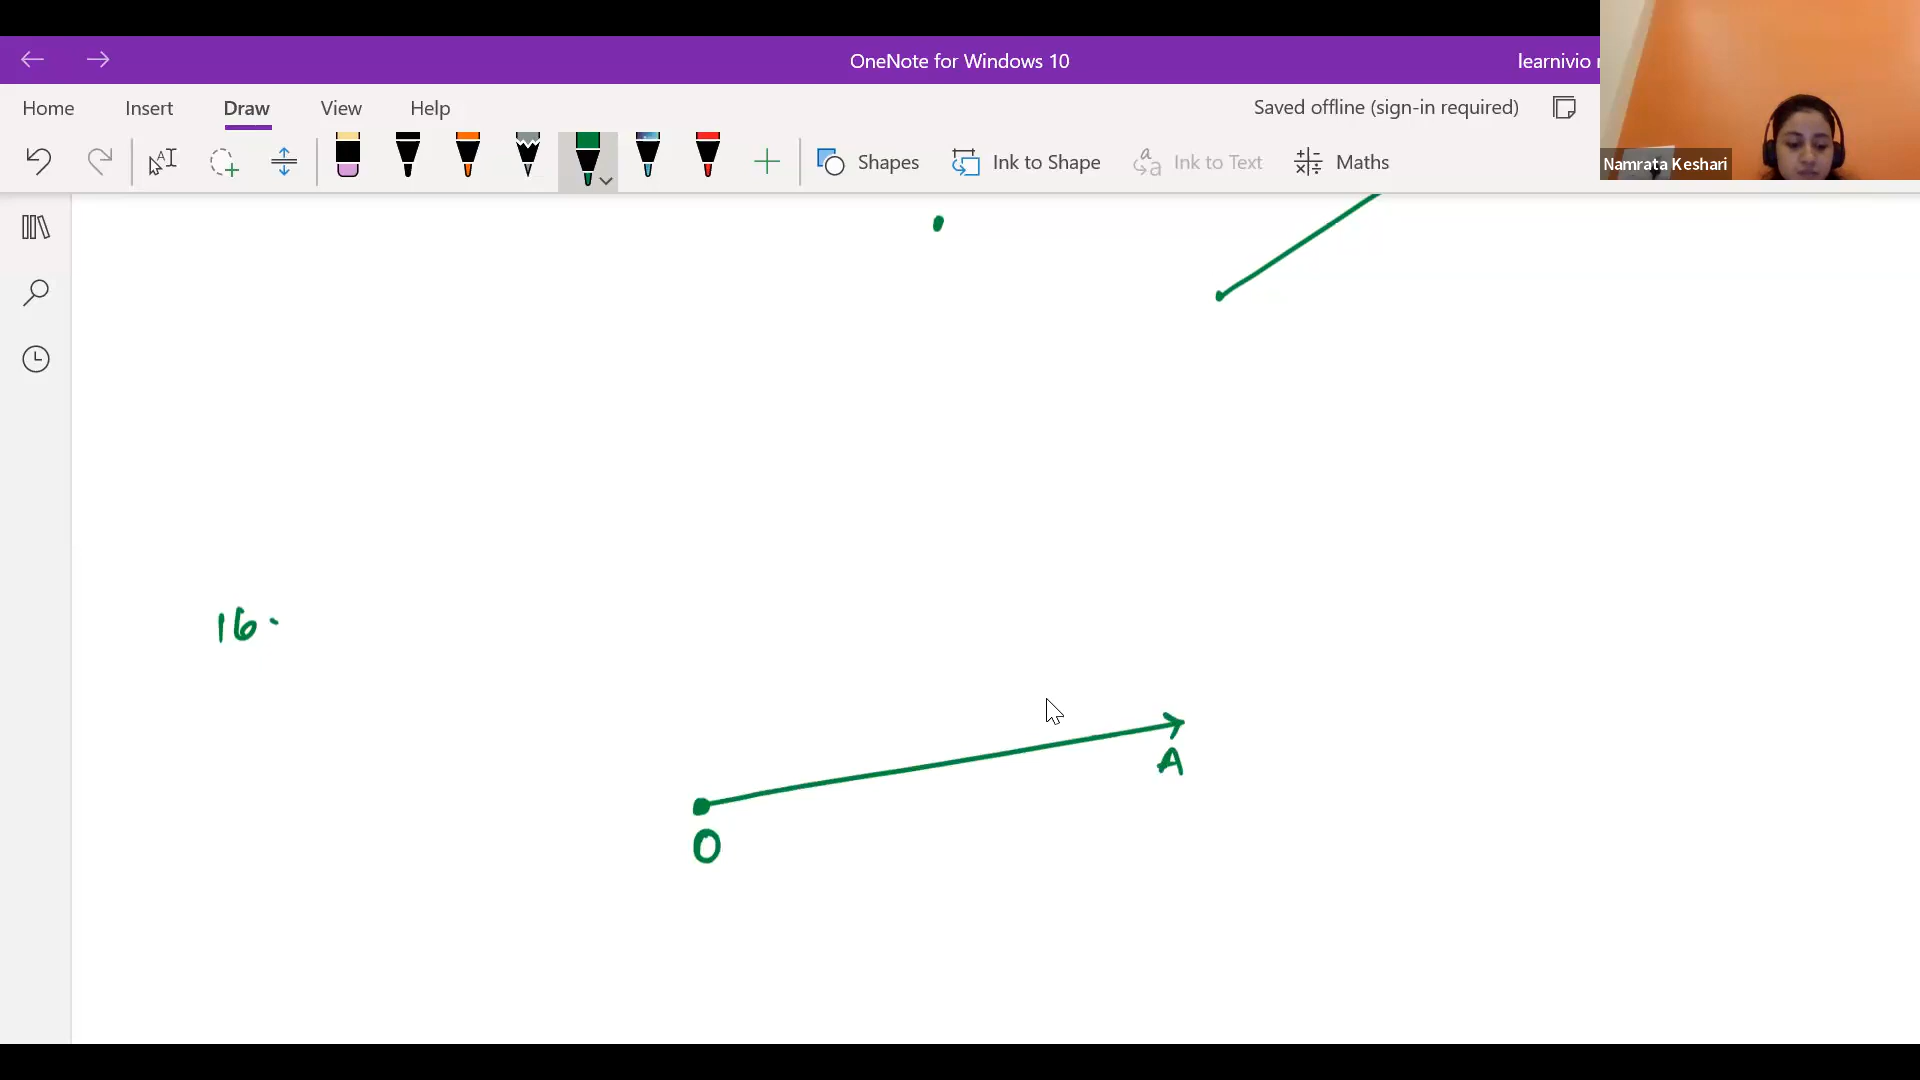 OneNote for Windows 10
learnivio
Home Insert Draw View Help
Saved offline (sign-in required)
Shapes Ink to Shape Ink to Text Maths
Namrata Keshari
16.
A
O